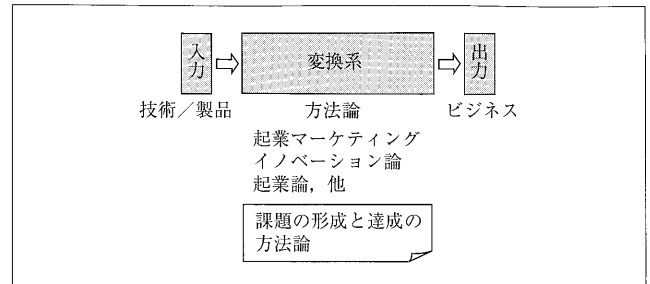 入力
変換系
出力
技術／製品
方法論
ビジネス
起業マーケティング
イノベーション論
起業論，他
課題の形成と達成の
方法論